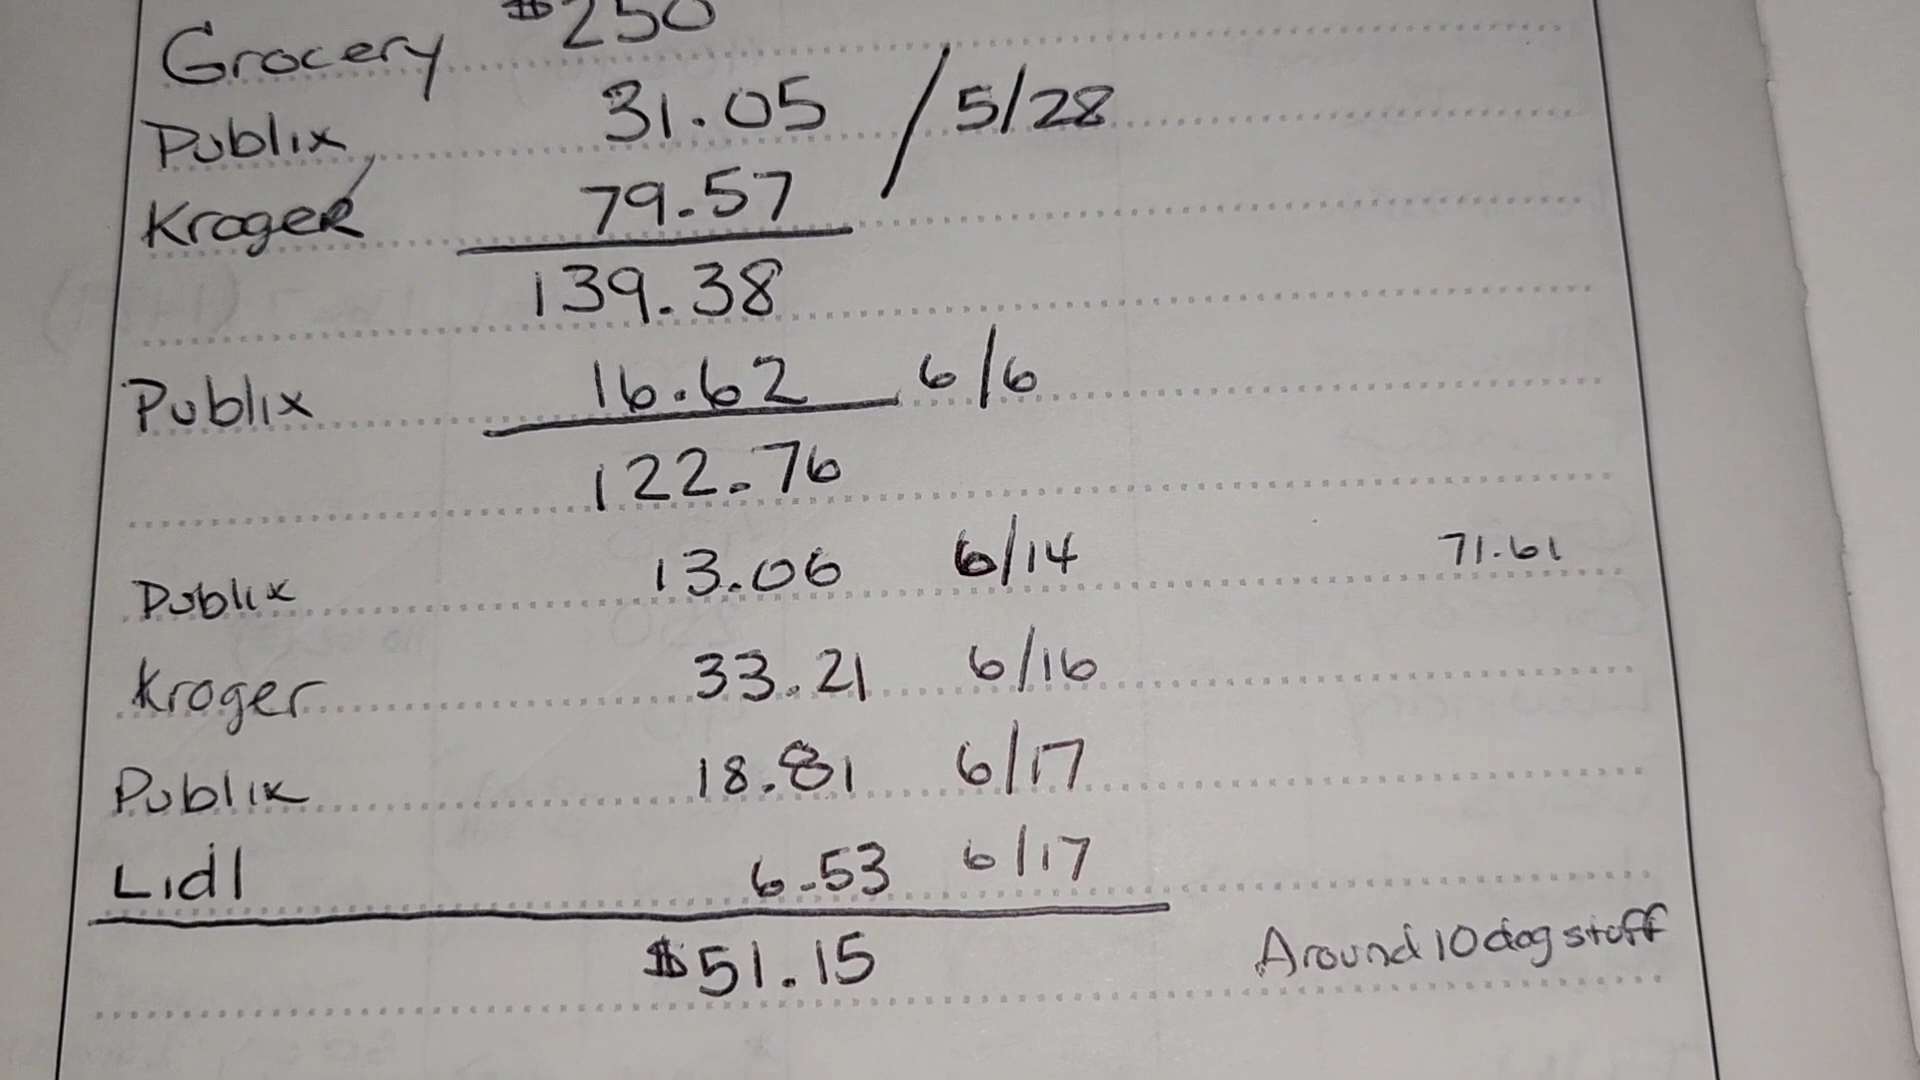 Grocery $250
Publix 31.05 / 5/28
Kroger 79.57
139.38
Publix 16.62 6/6
122.76
Publix 13.06 6/14 71.61
Kroger 33.21 6/16
Publix 18.81 6/17
Lidl 6.53 6/17
$51.15 Around 10 dog stuff